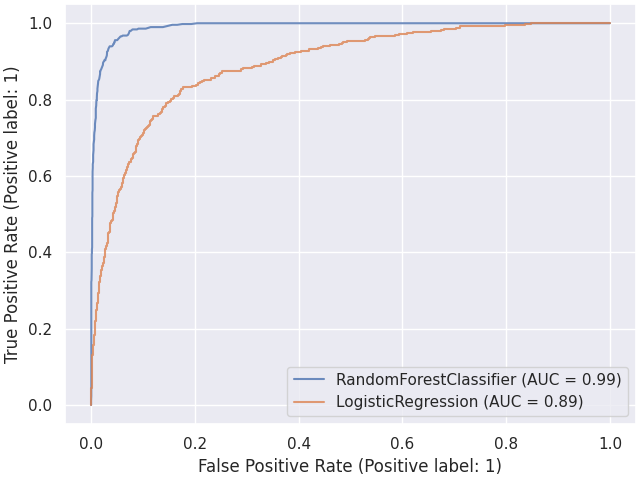 1.0
0.8
0.6
0.4
0.2
0.0
True Positive Rate (Positive label: 1)
RandomForestClassifier (AUC = 0.99)
LogisticRegression (AUC = 0.89)
0.0 0.2 0.4 0.6 0.8 1.0
False Positive Rate (Positive label: 1)